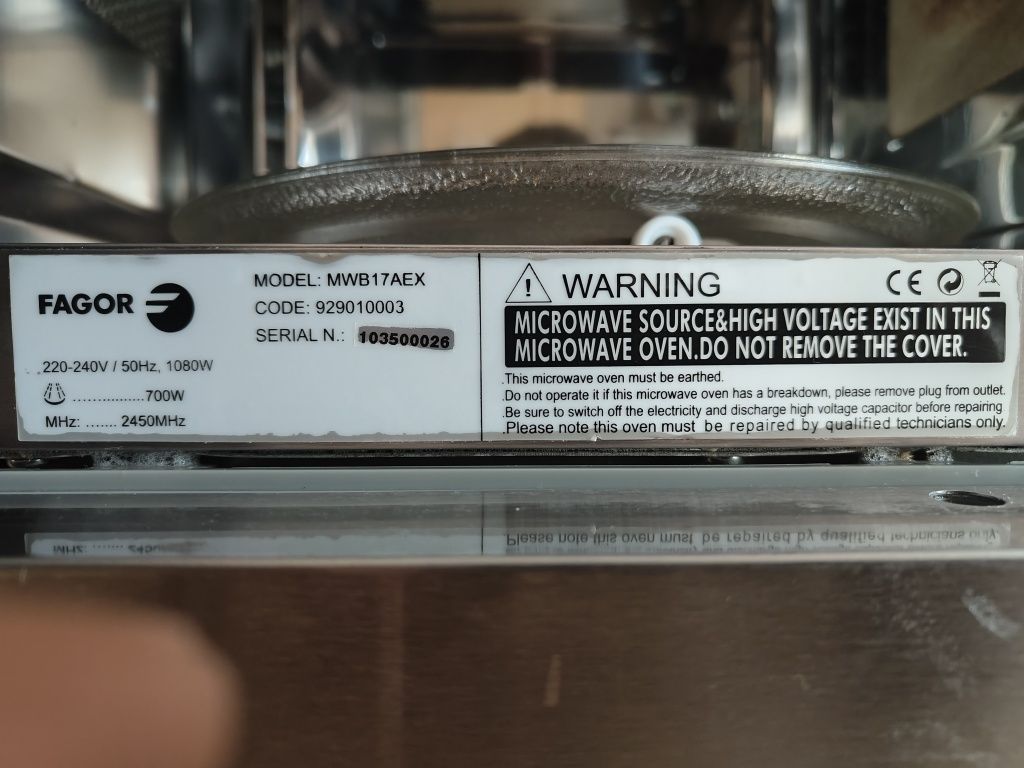 FAGOR
MODEL: MWB17AEX
CODE: 929010003
SERIAL N.: 103500026
220-240V / 50Hz, 1080W
..................700W
MHz: ....... 2450MHz
WARNING
CE
MICROWAVE SOURCE&HIGH VOLTAGE EXIST IN THIS
MICROWAVE OVEN.DO NOT REMOVE THE COVER.
.This microwave oven must be earthed.
.Do not operate it if this microwave oven has a breakdown, please remove plug from outlet.
.Be sure to switch off the electricity and discharge high voltage capacitor before repairing.
.Please note this oven must be repaired by qualified technicians only.